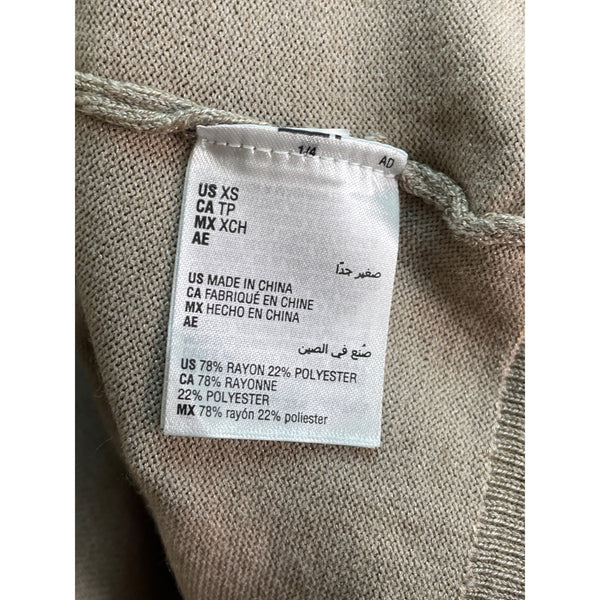 1/4 AD
US XS
CA TP
MX XCH
AE
صغير جدًا
US MADE IN CHINA
CA FABRIQUÉ EN CHINE
MX HECHO EN CHINA
AE
صُنع في الصين
US 78% RAYON 22% POLYESTER
CA 78% RAYONNE
22% POLYESTER
MX 78% rayón 22% poliester